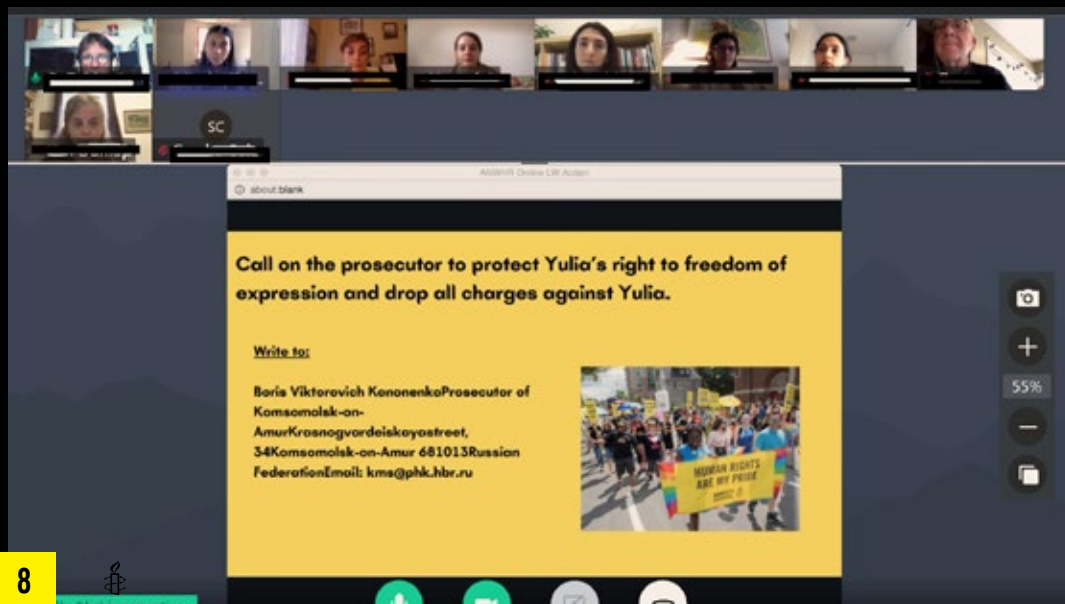 SC
ANWHR Online LW Action
about:blank
Call on the prosecutor to protect Yulia's right to freedom of
expression and drop all charges against Yulia.
Write to:
Boris Viktorovich KononenkoProsecutor of
Komsomolsk-on-
AmurKrasnogvardeiskayastreet,
34Komsomolsk-on-Amur 681013Russian
FederationEmail: kms@phk.hbr.ru
HUMAN RIGHTS
ARE MY PRIDE
55%
8